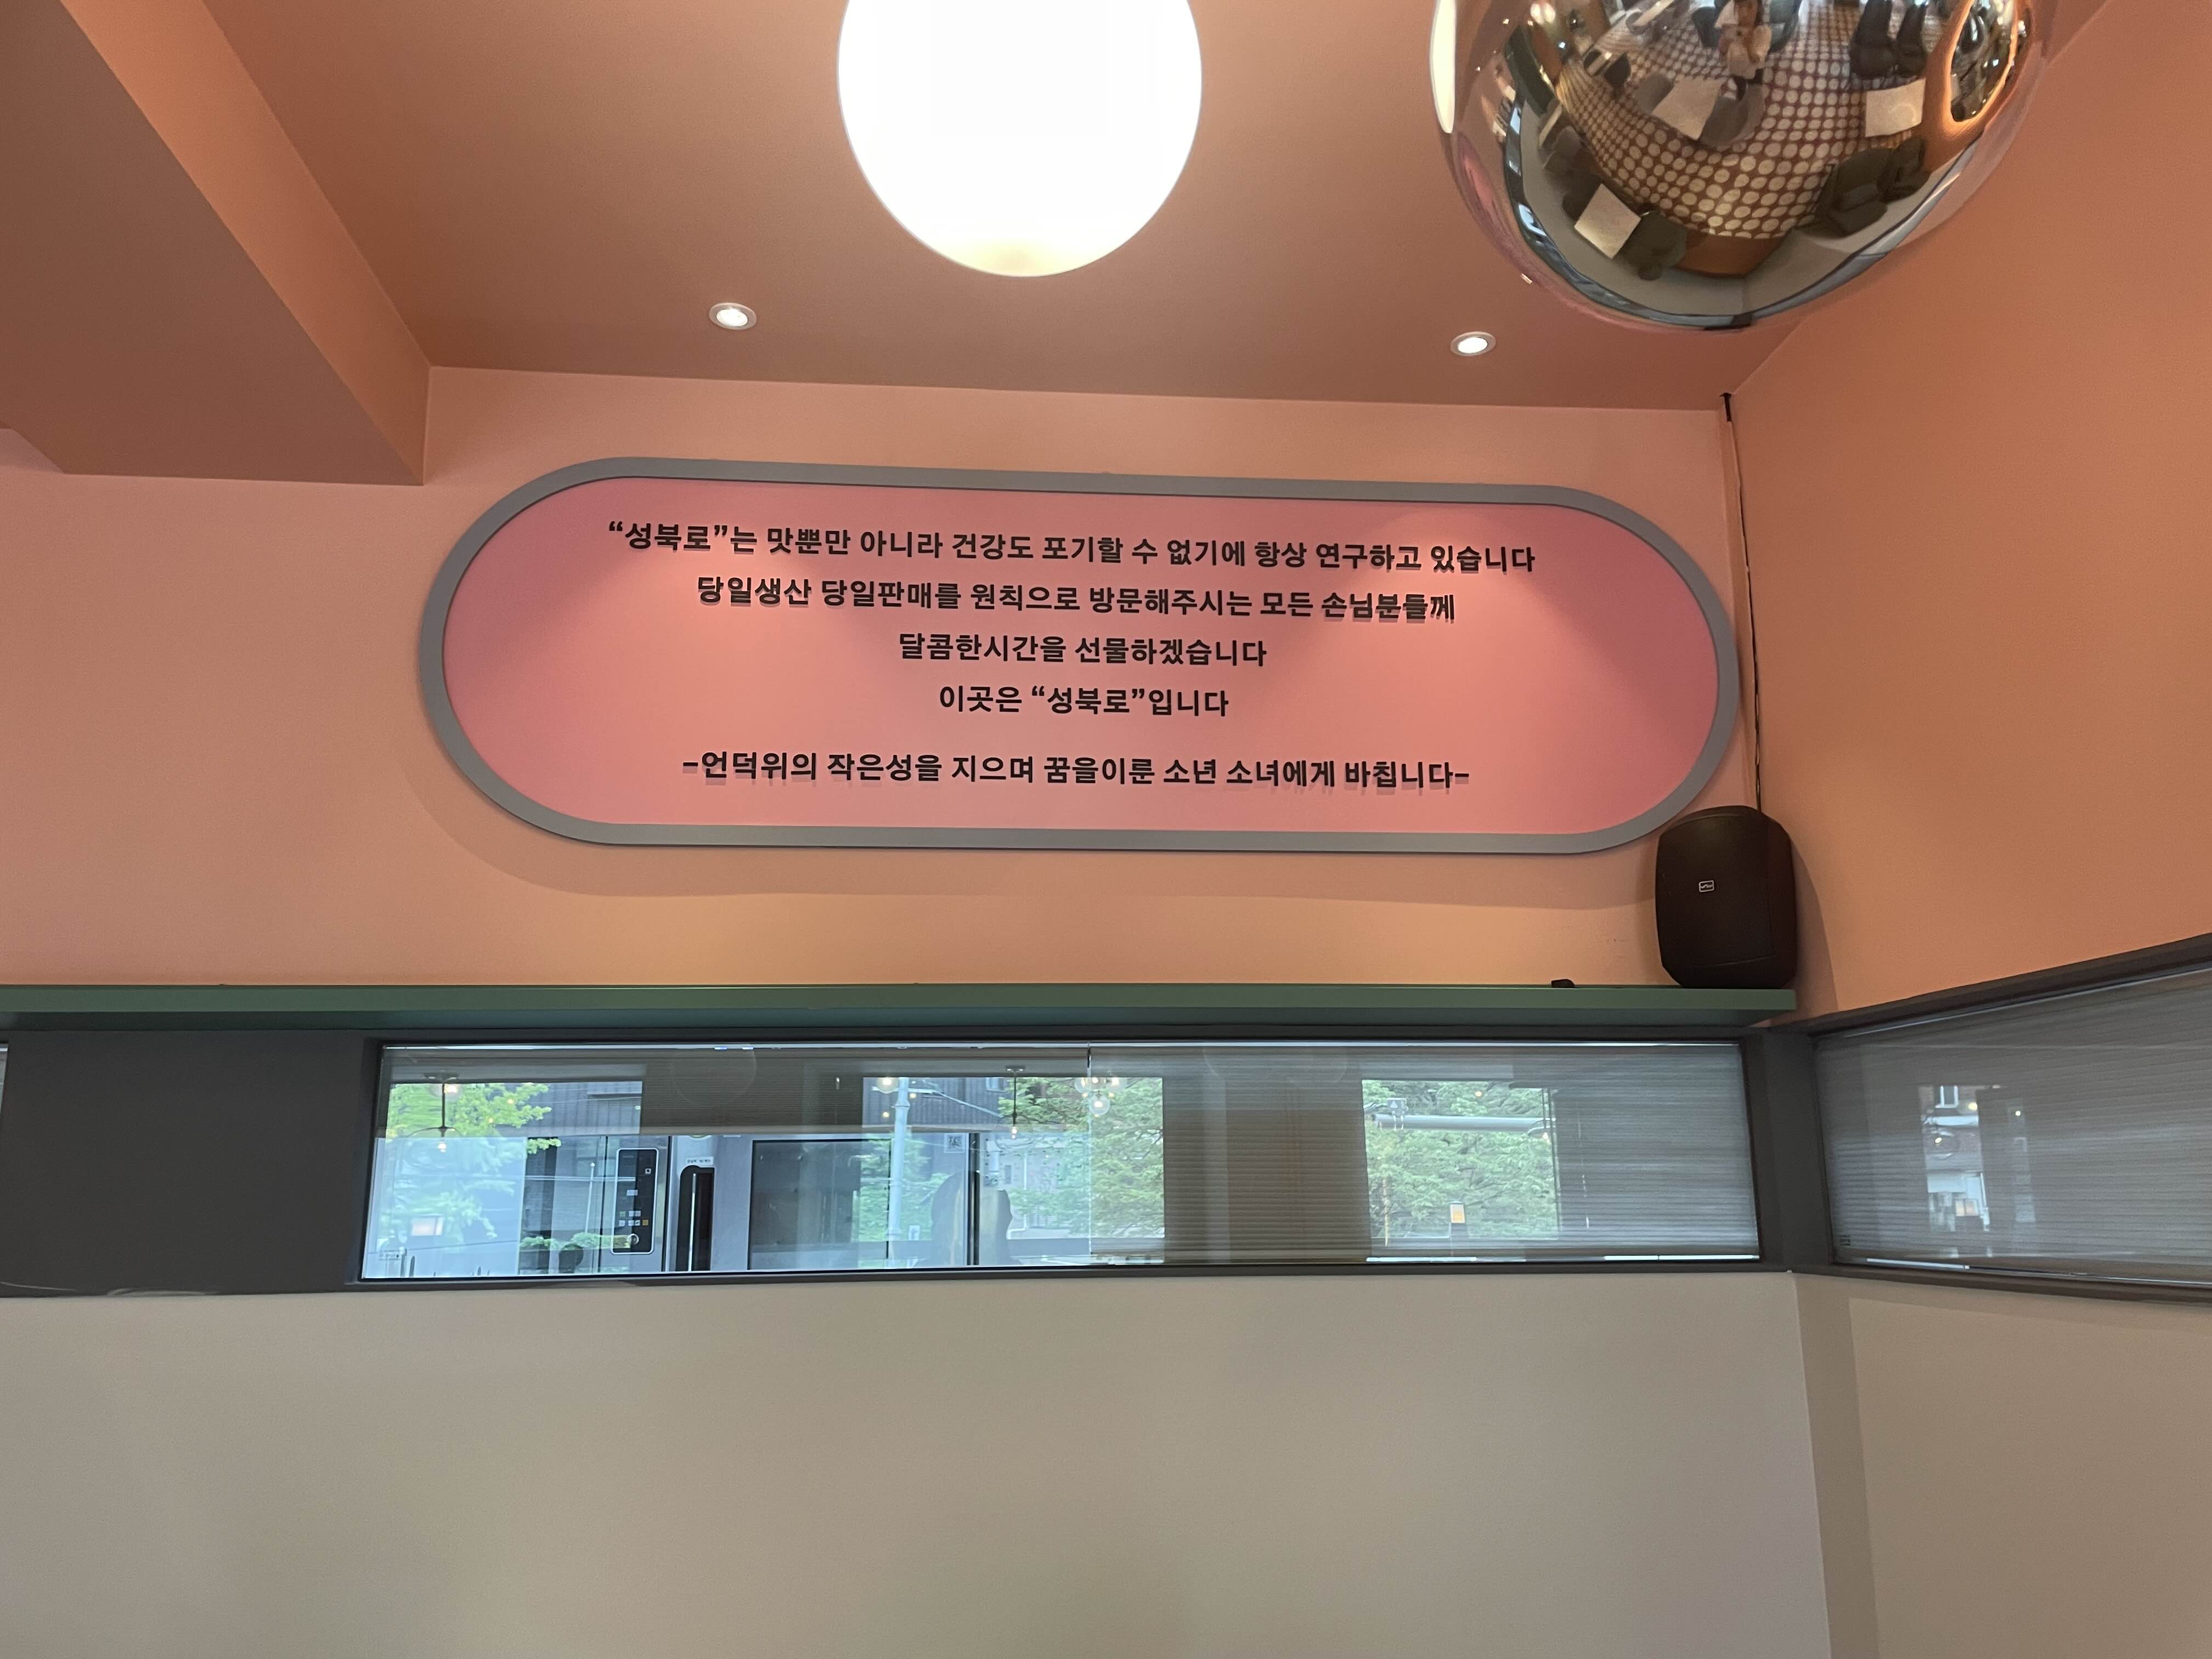 “성북로”는 맛뿐만 아니라 건강도 포기할 수 없기에 항상 연구하고 있습니다
당일생산 당일판매를 원칙으로 방문해주시는 모든 손님분들께
달콤한시간을 선물하겠습니다
이곳은 “성북로”입니다
-언덕위의 작은성을 지으며 꿈을이룬 소년 소녀에게 바칩니다-